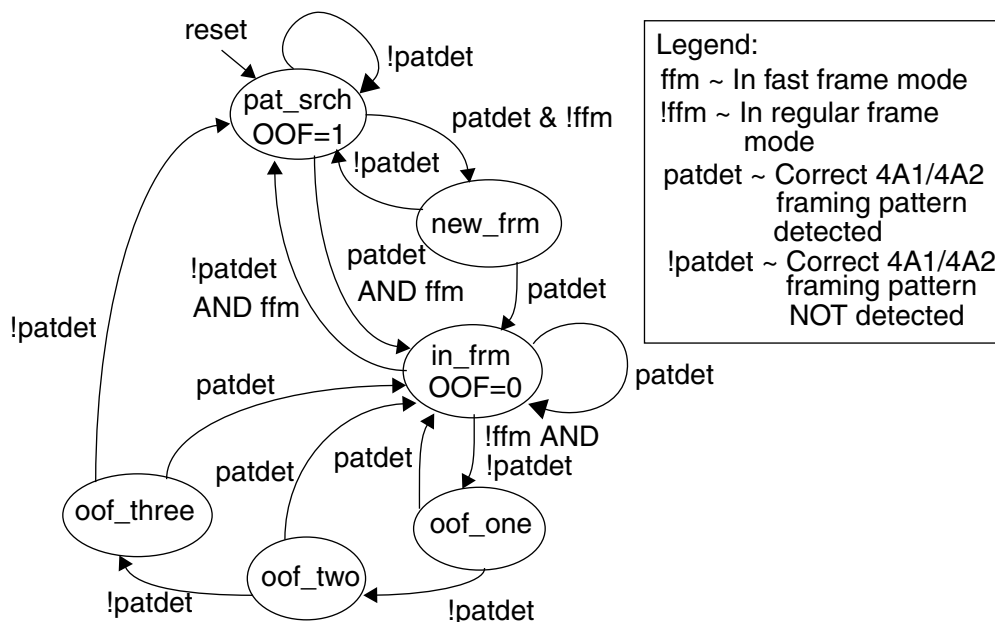 reset
!patdet
pat_srch
OOF=1
patdet & !ffm
!patdet
new_frm
patdet
AND ffm
!patdet
AND ffm
patdet
!patdet
in_frm
OOF=0
patdet
patdet
!ffm AND
!patdet
patdet
patdet
oof_three
oof_one
oof_two
!patdet
!patdet
Legend:
ffm ~ In fast frame mode
!ffm ~ In regular frame
mode
patdet ~ Correct 4A1/4A2
framing pattern
detected
!patdet ~ Correct 4A1/4A2
framing pattern
NOT detected